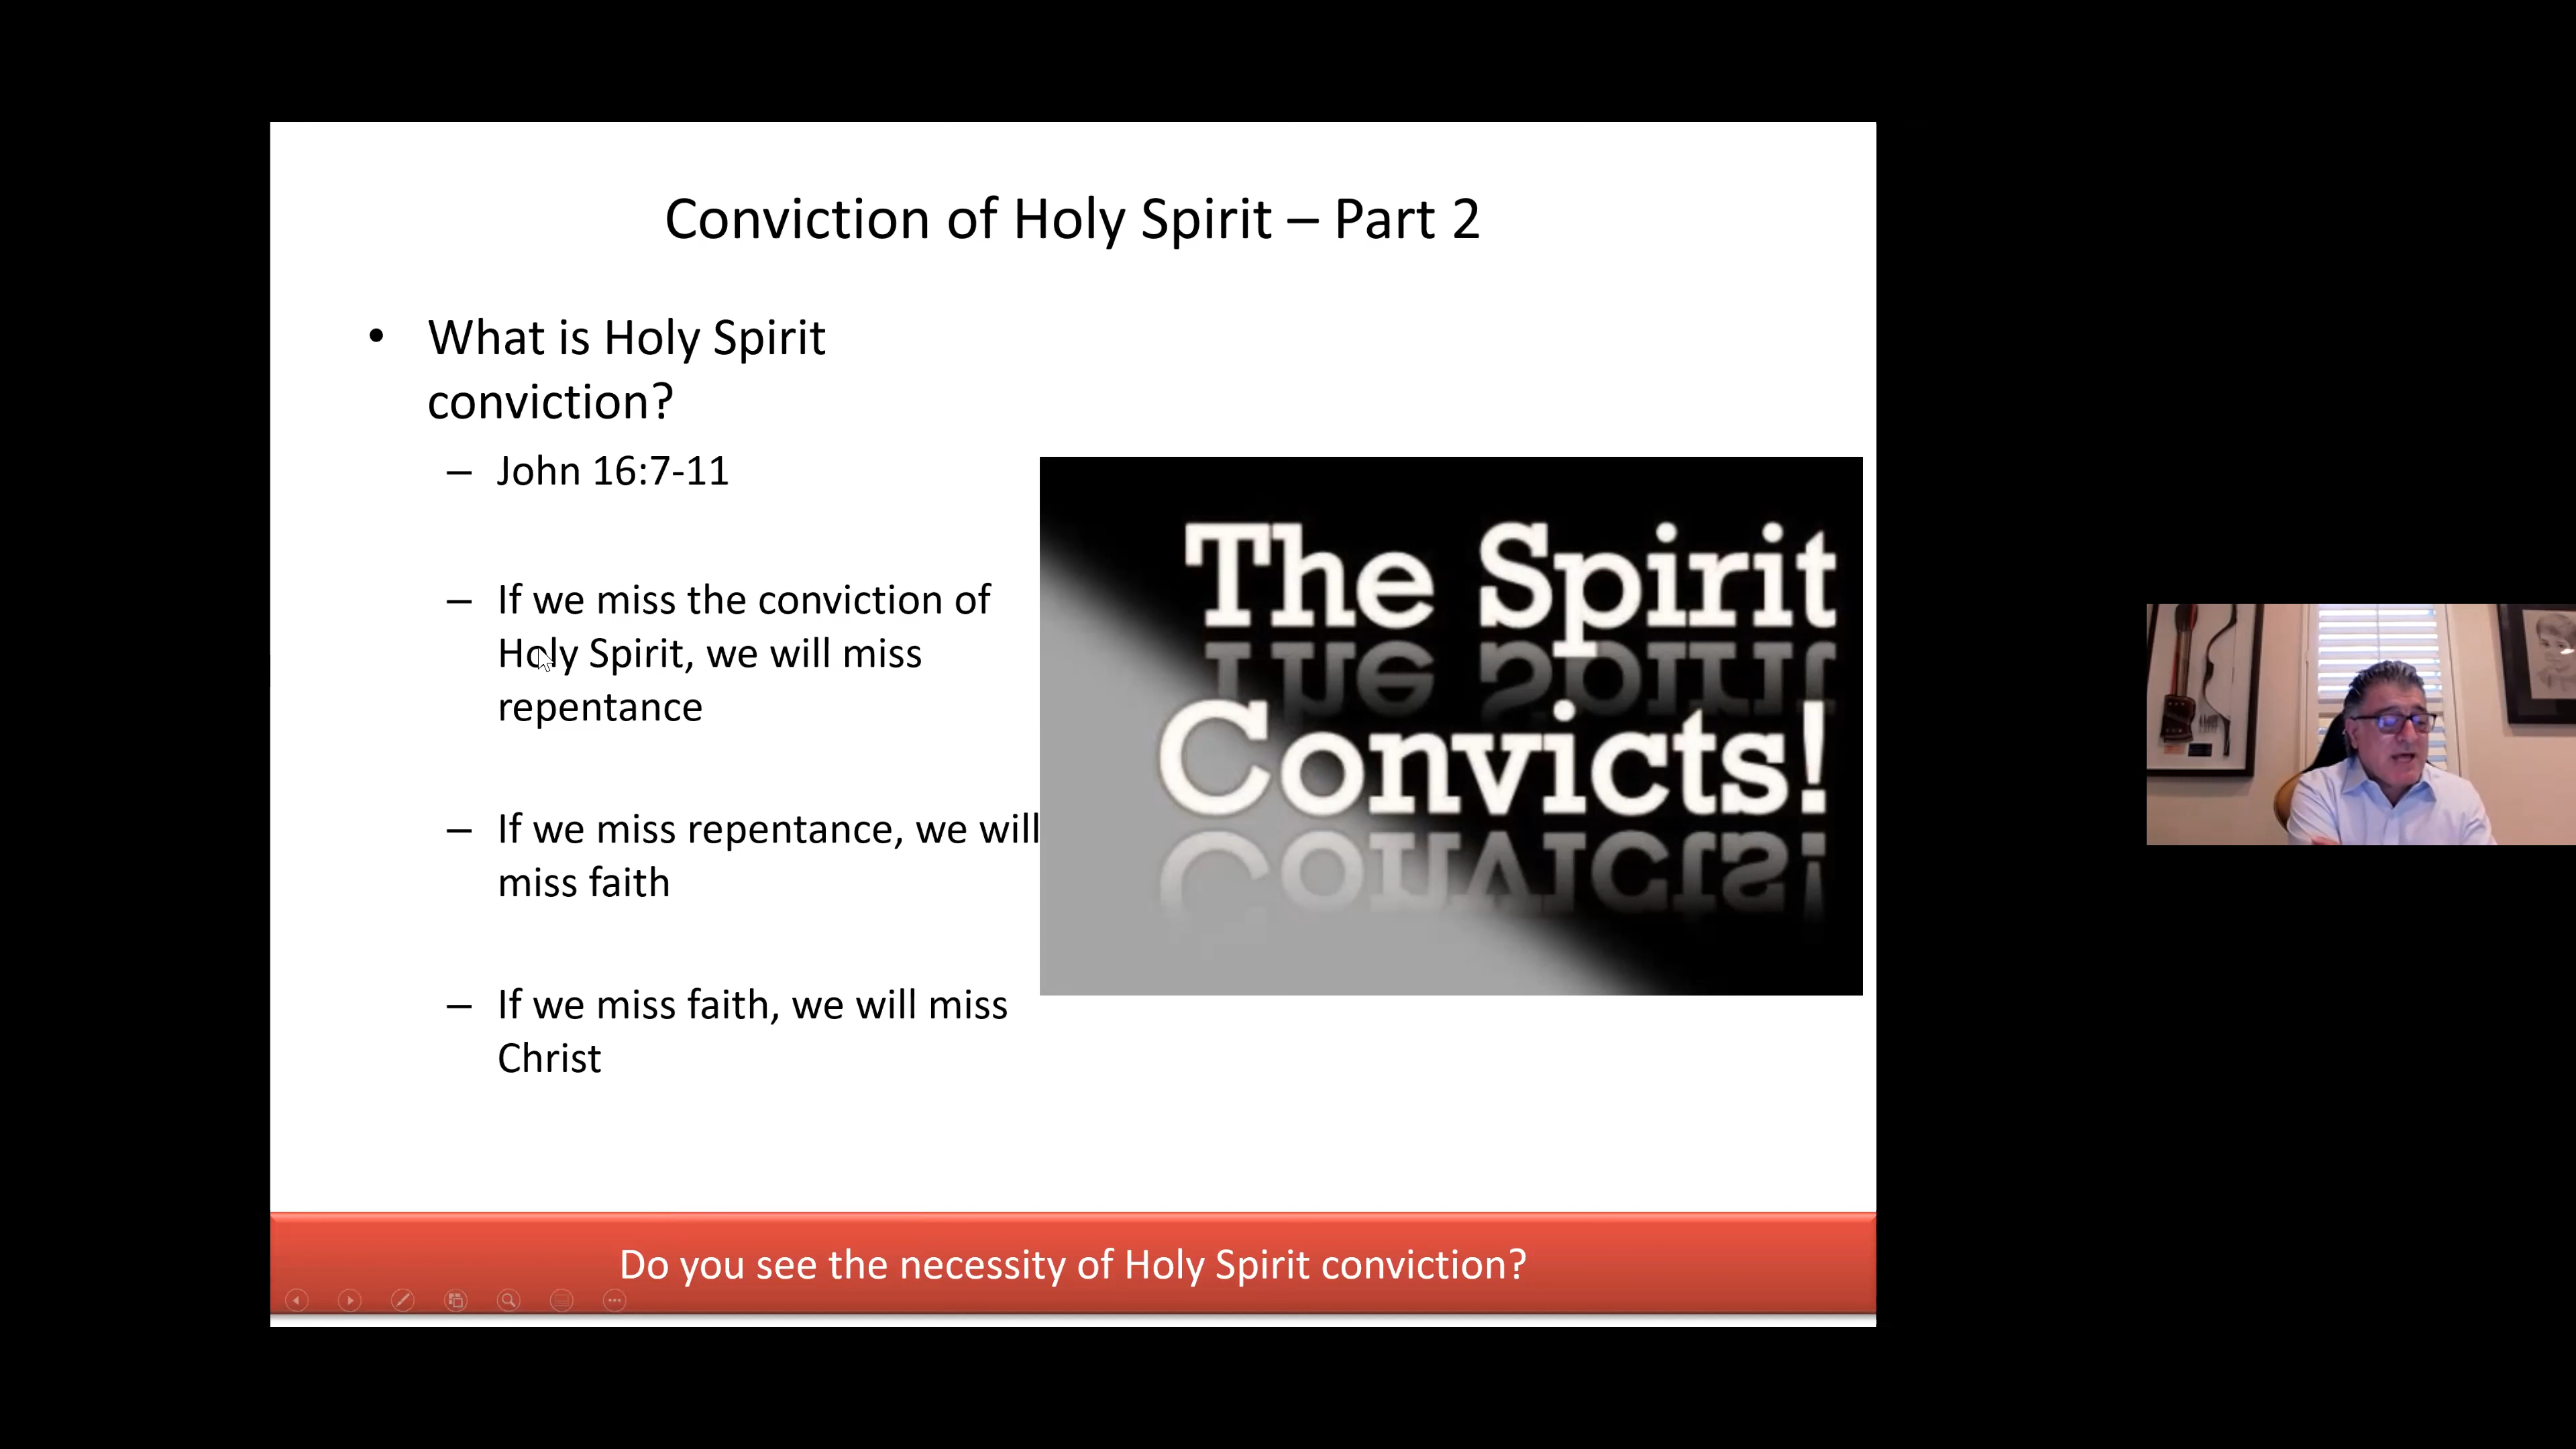 Conviction of Holy Spirit – Part 2
• What is Holy Spirit
conviction?
– John 16:7-11
– If we miss the conviction of
Holy Spirit, we will miss
repentance
– If we miss repentance, we will
miss faith
– If we miss faith, we will miss
Christ
The Spirit
Convicts!
Do you see the necessity of Holy Spirit conviction?